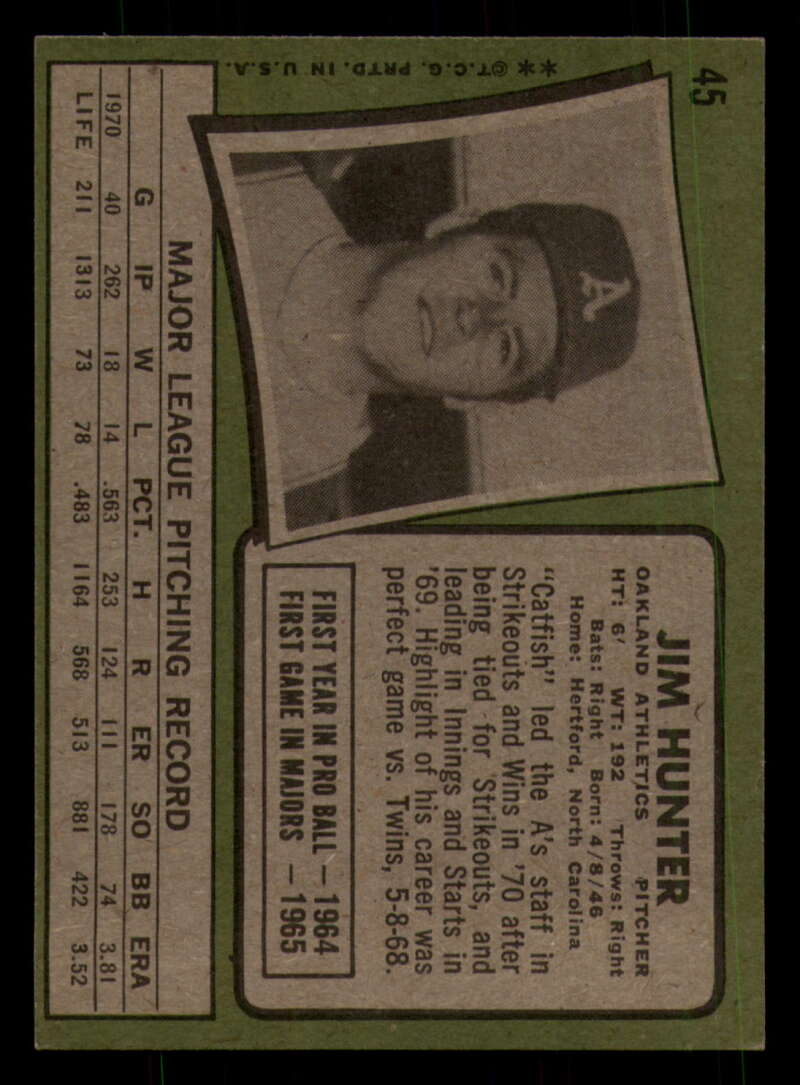 45
** @T.C.G. PRTD. IN U.S.A.
A
JIM HUNTER
OAKLAND ATHLETICS PITCHER
HT: 6' WT: 192 Throws: Right
Bats: Right Born: 4/8/46
Home: Hertford, North Carolina
"Catfish" led the A's staff in
Strikeouts and Wins in '70 after
being tied for Strikeouts, and
leading in Innings and Starts in
'69. Highlight of his career was
perfect game vs. Twins, 5-8-68.
FIRST YEAR IN PRO BALL — 1964
FIRST GAME IN MAJORS — 1965
MAJOR LEAGUE PITCHING RECORD
G IP W L PCT. H R ER SO BB ERA
1970 40 262 18 14 .563 253 124 111 178 74 3.81
LIFE 211 1313 73 78 .483 1164 568 513 881 422 3.52